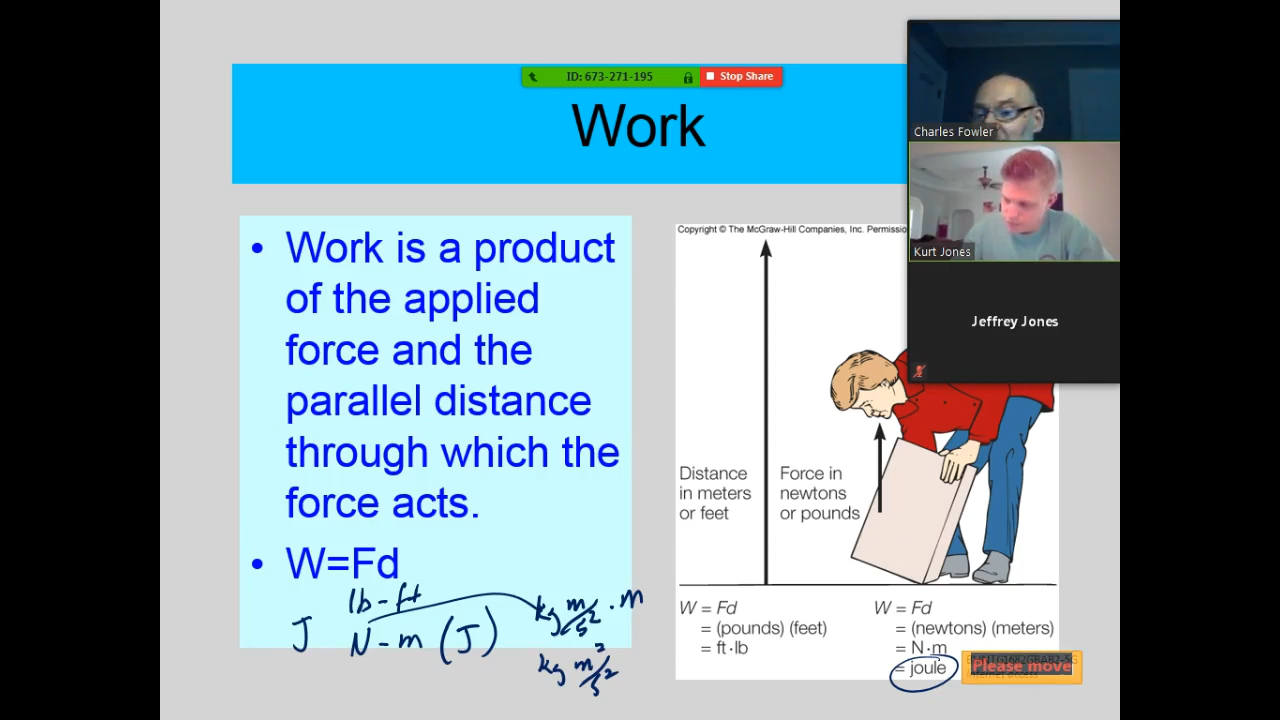 ID: 673-271-195
Stop Share
Work
Charles Fowler
Kurt Jones
Jeffrey Jones
• Work is a product
of the applied
force and the
parallel distance
through which the
force acts.
• W=Fd
lb-ft
J N-m (J)
kg m/s² · m
kg m²/s²
Copyright © The McGraw-Hill Companies, Inc.
Distance
in meters
or feet
Force in
newtons
or pounds
W = Fd
= (pounds) (feet)
= ft·lb
W = Fd
= (newtons) (meters)
= N·m
= joule
Please move